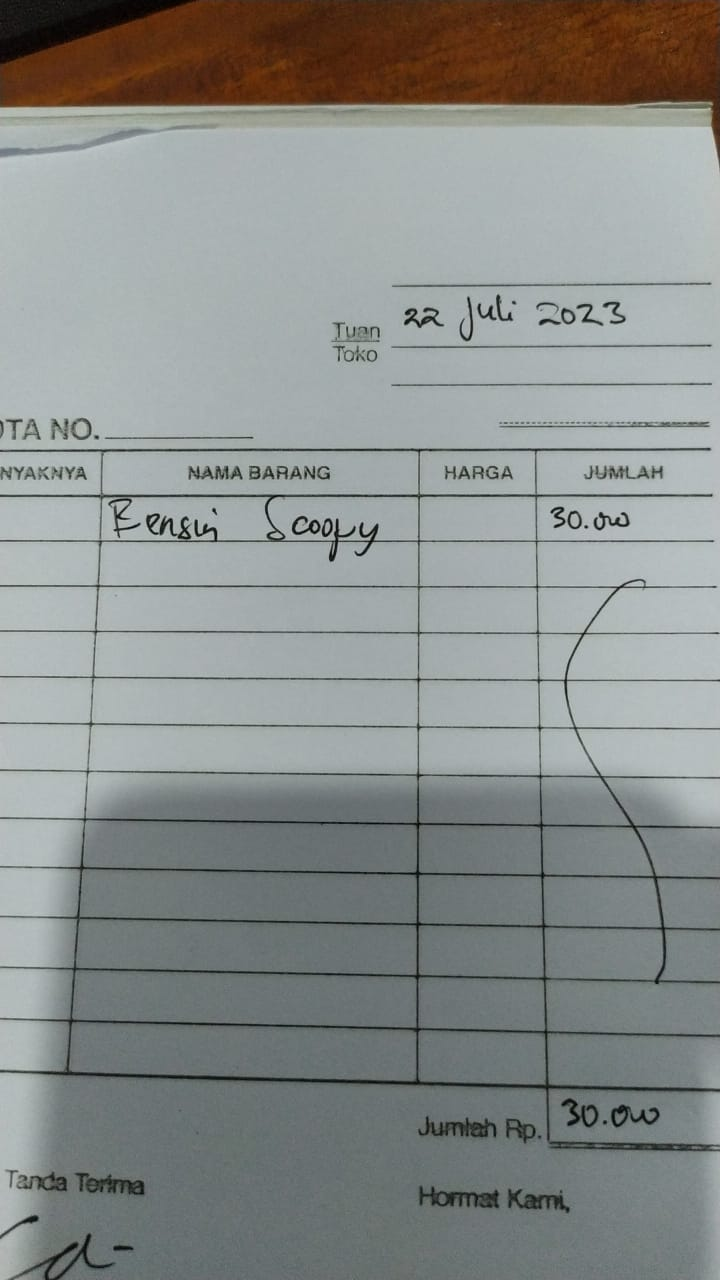 22 Juli 2023
Tuan
Toko
OTA NO.
NYAKNYA NAMA BARANG HARGA JUMLAH
Bensin Scoopy 30.000
Jumlah Rp. 30.000
Tanda Terima Hormat Kami,